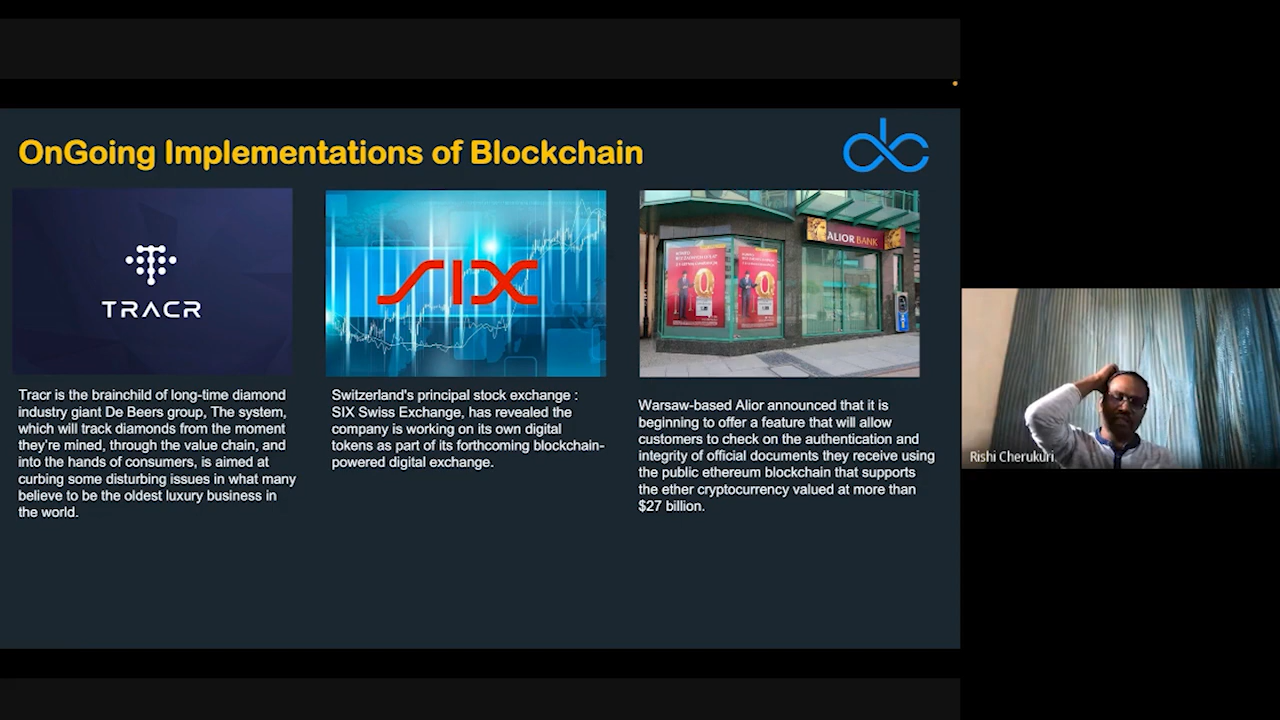 OnGoing Implementations of Blockchain
TRACR
SIX
ALIOR BANK
Tracr is the brainchild of long-time diamond
industry giant De Beers group, The system,
which will track diamonds from the moment
they're mined, through the value chain, and
into the hands of consumers, is aimed at
curbing some disturbing issues in what many
believe to be the oldest luxury business in
the world.
Switzerland's principal stock exchange :
SIX Swiss Exchange, has revealed the
company is working on its own digital
tokens as part of its forthcoming blockchain-
powered digital exchange.
Warsaw-based Alior announced that it is
beginning to offer a feature that will allow
customers to check on the authentication and
integrity of official documents they receive using
the public ethereum blockchain that supports
the ether cryptocurrency valued at more than
$27 billion.
Rishi Cherukuri